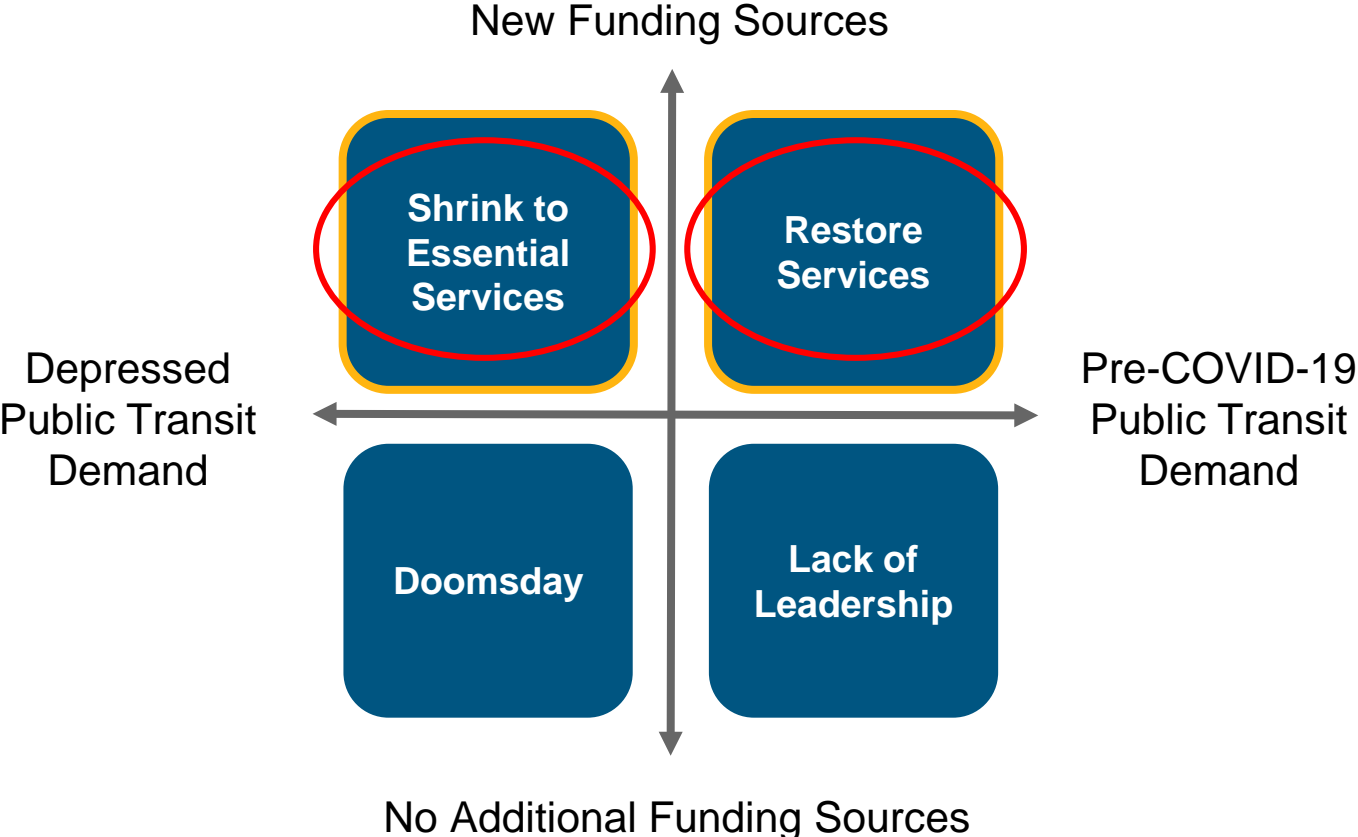 New Funding Sources
Shrink to
Essential
Services
Restore
Services
Depressed
Public Transit
Demand
Pre-COVID-19
Public Transit
Demand
Doomsday
Lack of
Leadership
No Additional Funding Sources